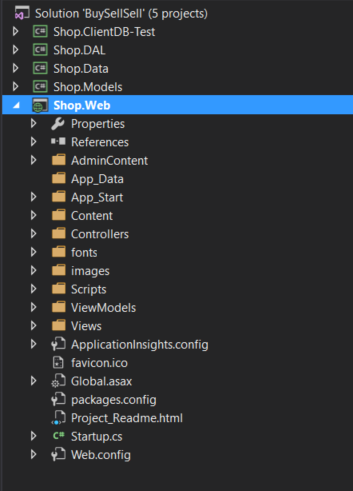 Solution 'BuySellSell' (5 projects)
C# Shop.ClientDB-Test
C# Shop.DAL
C# Shop.Data
C# Shop.Models
Shop.Web
Properties
References
AdminContent
App_Data
App_Start
Content
Controllers
fonts
images
Scripts
ViewModels
Views
ApplicationInsights.config
favicon.ico
Global.asax
packages.config
Project_Readme.html
C# Startup.cs
Web.config